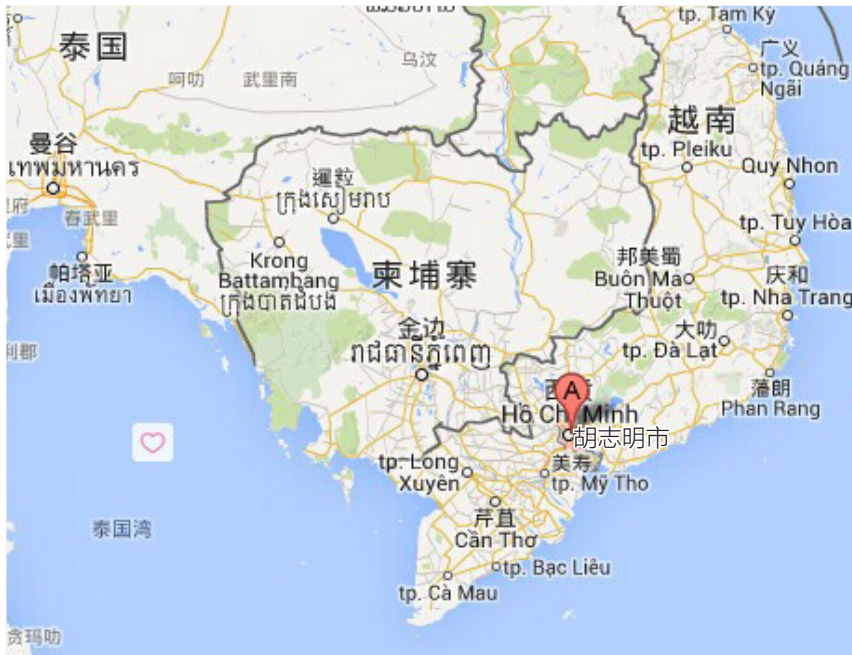 tp. Tam Kỳ
泰国
广义
tp. Quảng
Ngãi
乌汶
呵叻
武里南
越南
曼谷
เทพมหานคร
tp. Pleiku
Quy Nhon
暹粒
ក្រុងសៀមរាប
春武里
tp. Tuy Hòa
帕塔亚
เมืองพัทยา
Krong
Battambang
ក្រុងបាត់ដំបង
柬埔寨
邦美蜀
Buôn Ma
Thuột
庆和
tp. Nha Trang
金边
រាជធានីភ្នំពេញ
大叻
tp. Đà Lạt
利郡
藩朗
Phan Rang
A
Hồ Chí Minh
胡志明市
tp. Long
Xuyên
美寿
tp. Mỹ Tho
芹苴
Cần Thơ
泰国湾
tp. Bạc Liêu
tp. Cà Mau
贪玛叻